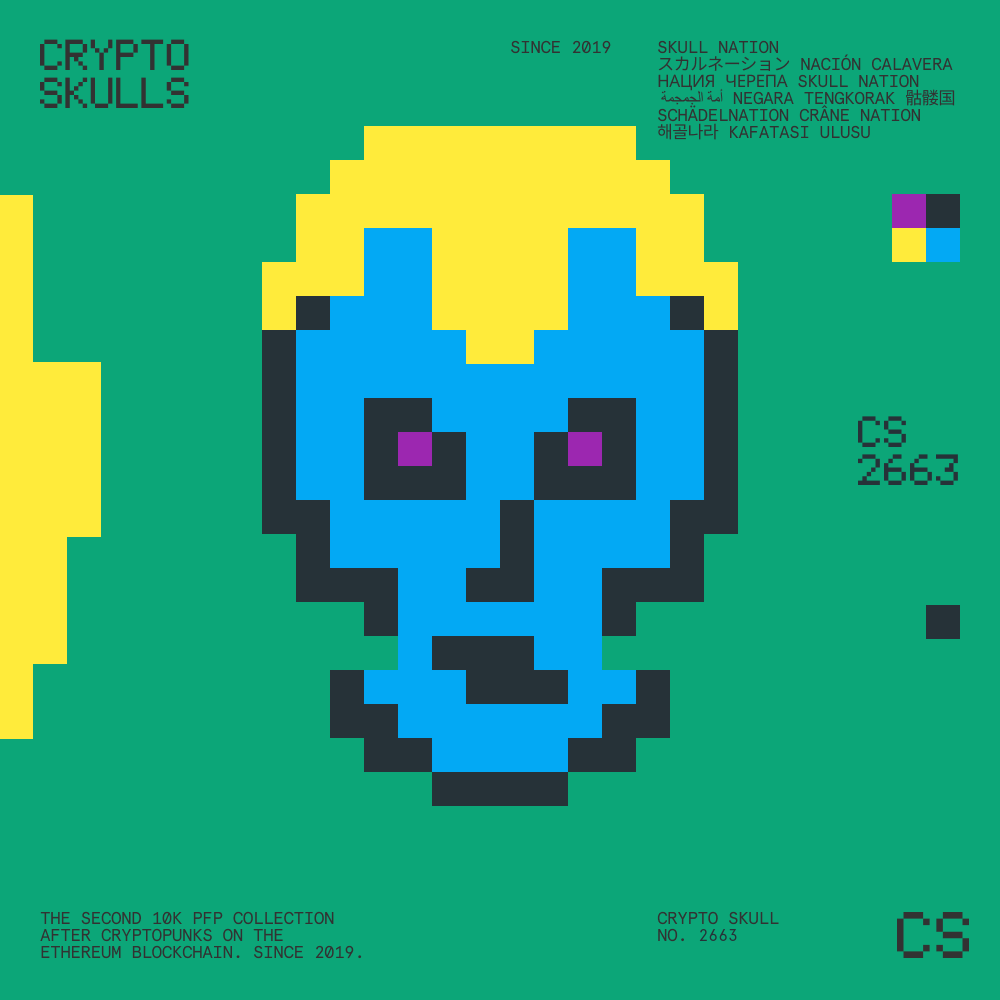 CRYPTO
SKULLS
SINCE 2019
SKULL NATION
スカルネーション NACIÓN CALAVERA
НАЦИЯ ЧЕРЕПА SKULL NATION
أمة الجمجمة NEGARA TENGKORAK 骷髅国
SCHÄDELNATION CRÂNE NATION
해골나라 KAFATASI ULUSU
CS
2663
THE SECOND 10K PFP COLLECTION
AFTER CRYPTOPUNKS ON THE
ETHEREUM BLOCKCHAIN. SINCE 2019.
CRYPTO SKULL
NO. 2663
CS